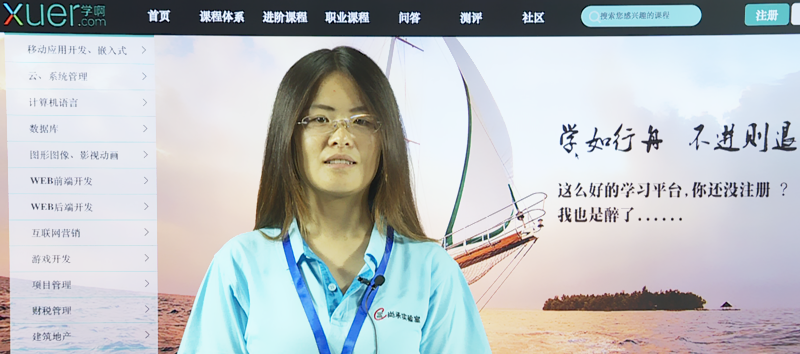 xuer学啊
.com
首页 课程体系 进阶课程 职业课程 问答 测评 社区 搜索您感兴趣的课程 注册
移动应用开发、嵌入式
云、系统管理
计算机语言
数据库
图形图像、影视动画
WEB前端开发
WEB后端开发
互联网营销
游戏开发
项目管理
财税管理
建筑地产
学如行舟 不进则退
这么好的学习平台,你还没注册 ?
我也是醉了......
实验室